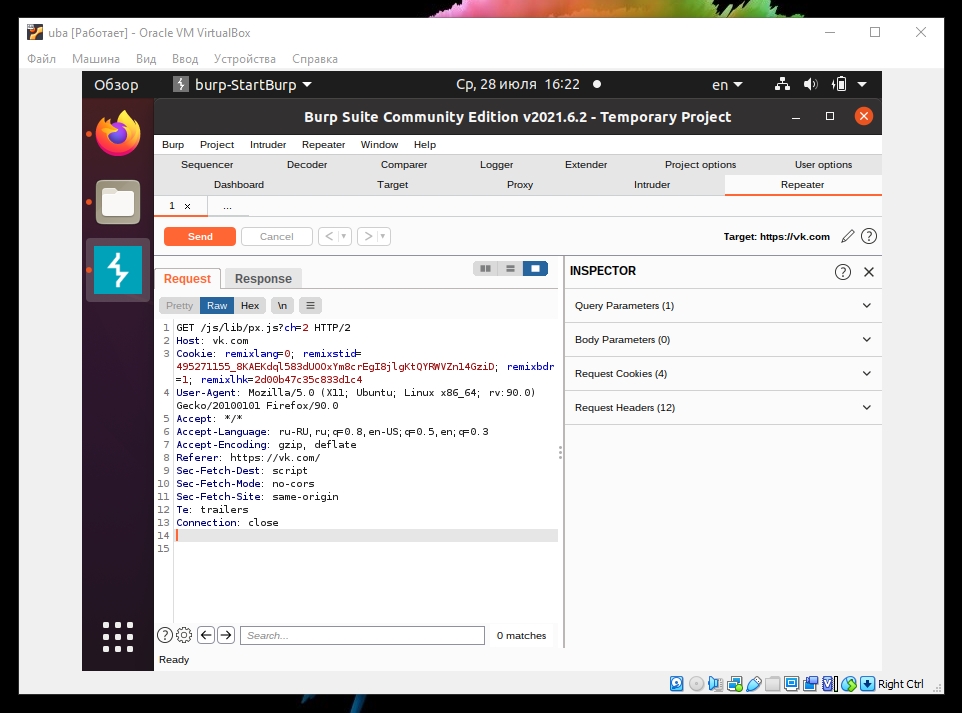 uba [Работает] - Oracle VM VirtualBox
Файл Машина Вид Ввод Устройства Справка
Обзор burp-StartBurp Ср, 28 июля 16:22 en
Burp Suite Community Edition v2021.6.2 - Temporary Project
Burp Project Intruder Repeater Window Help
Sequencer Decoder Comparer Logger Extender Project options User options
Dashboard Target Proxy Intruder Repeater
1 × ...
Send Cancel < > Target: https://vk.com
Request Response
INSPECTOR
Pretty Raw Hex \n
Query Parameters (1)
Body Parameters (0)
Request Cookies (4)
Request Headers (12)
1 GET /js/lib/px.js?ch=2 HTTP/2
2 Host: vk.com
3 Cookie: remixlang=0; remixstid=
495271155_8KAEKdql583dUOOxYm8crEgI8jlgKtQYRWVZn14GziD; remixbdr
=1; remixlhk=2d00b47c35c833d1c4
4 User-Agent: Mozilla/5.0 (X11; Ubuntu; Linux x86_64; rv:90.0)
Gecko/20100101 Firefox/90.0
5 Accept: */*
6 Accept-Language: ru-RU,ru;q=0.8,en-US;q=0.5,en;q=0.3
7 Accept-Encoding: gzip, deflate
8 Referer: https://vk.com/
9 Sec-Fetch-Dest: script
10 Sec-Fetch-Mode: no-cors
11 Sec-Fetch-Site: same-origin
12 Te: trailers
13 Connection: close
14
15
Search... 0 matches
Ready
Right Ctrl